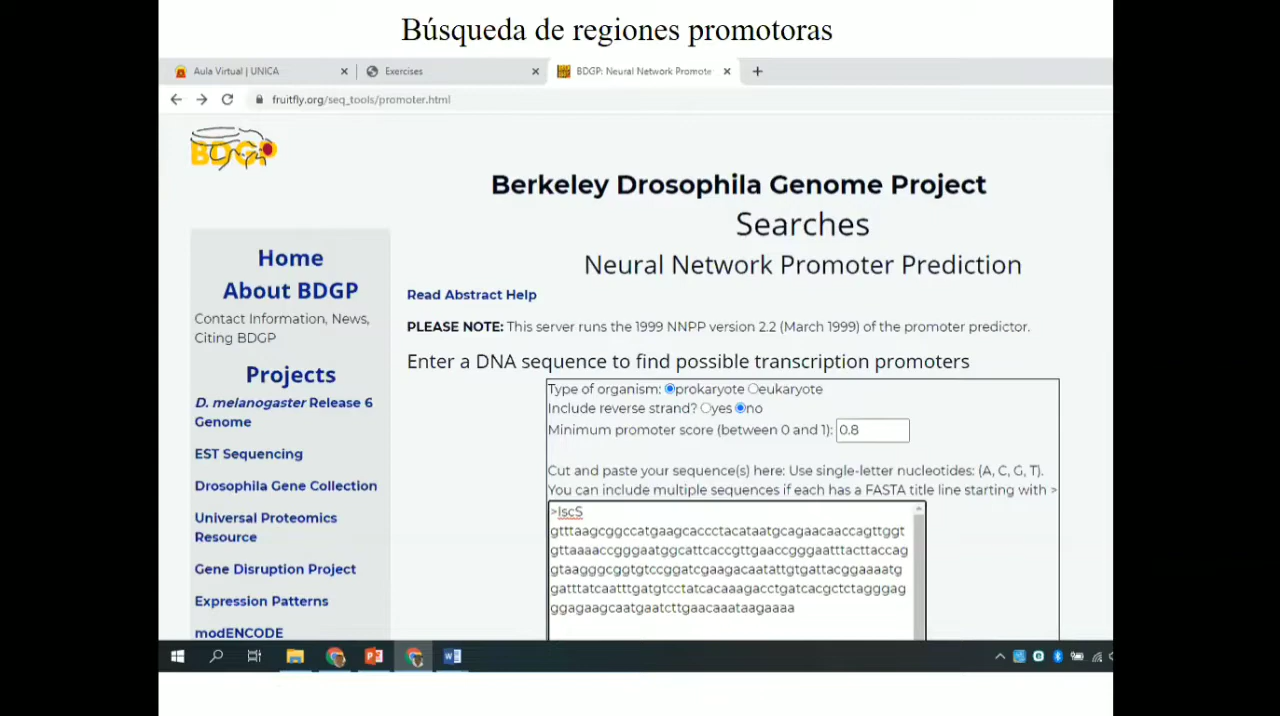 Búsqueda de regiones promotoras
Aula Virtual | UNICA
Exercises
BDGP: Neural Network Promote
fruitfly.org/seq_tools/promoter.html
BDGP
Berkeley Drosophila Genome Project
Searches
Neural Network Promoter Prediction
Home
About BDGP
Contact Information, News,
Citing BDGP
Projects
D. melanogaster Release 6
Genome
EST Sequencing
Drosophila Gene Collection
Universal Proteomics
Resource
Gene Disruption Project
Expression Patterns
modENCODE
Read Abstract Help
PLEASE NOTE: This server runs the 1999 NNPP version 2.2 (March 1999) of the promoter predictor.
Enter a DNA sequence to find possible transcription promoters
Type of organism: prokaryote eukaryote
Include reverse strand? yes no
Minimum promoter score (between 0 and 1): 0.8
Cut and paste your sequence(s) here: Use single-letter nucleotides: (A, C, G, T).
You can include multiple sequences if each has a FASTA title line starting with >
>IscS
gtttaagcggccatgaagcaccctacataatgcagaacaaccagttggt
gttaaaaccgggaatggcattcaccgttgaaccgggaatttacttaccag
gtaagggcggtgtccggatcgaagacaatattgtgattacggaaaatg
gatttatcaatttgatgtcctatcacaaagacctgatcacgctctagggag
ggagaagcaatgaatcttgaacaaataagaaaa